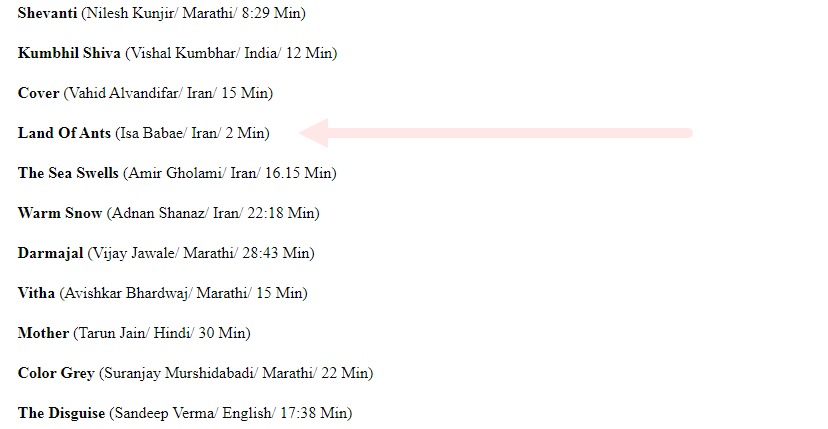 Shevanti (Nilesh Kunjir/ Marathi/ 8:29 Min)
Kumbhil Shiva (Vishal Kumbhar/ India/ 12 Min)
Cover (Vahid Alvandifar/ Iran/ 15 Min)
Land Of Ants (Isa Babae/ Iran/ 2 Min)
The Sea Swells (Amir Gholami/ Iran/ 16.15 Min)
Warm Snow (Adnan Shanaz/ Iran/ 22:18 Min)
Darmajal (Vijay Jawale/ Marathi/ 28:43 Min)
Vitha (Avishkar Bhardwaj/ Marathi/ 15 Min)
Mother (Tarun Jain/ Hindi/ 30 Min)
Color Grey (Suranjay Murshidabadi/ Marathi/ 22 Min)
The Disguise (Sandeep Verma/ English/ 17:38 Min)